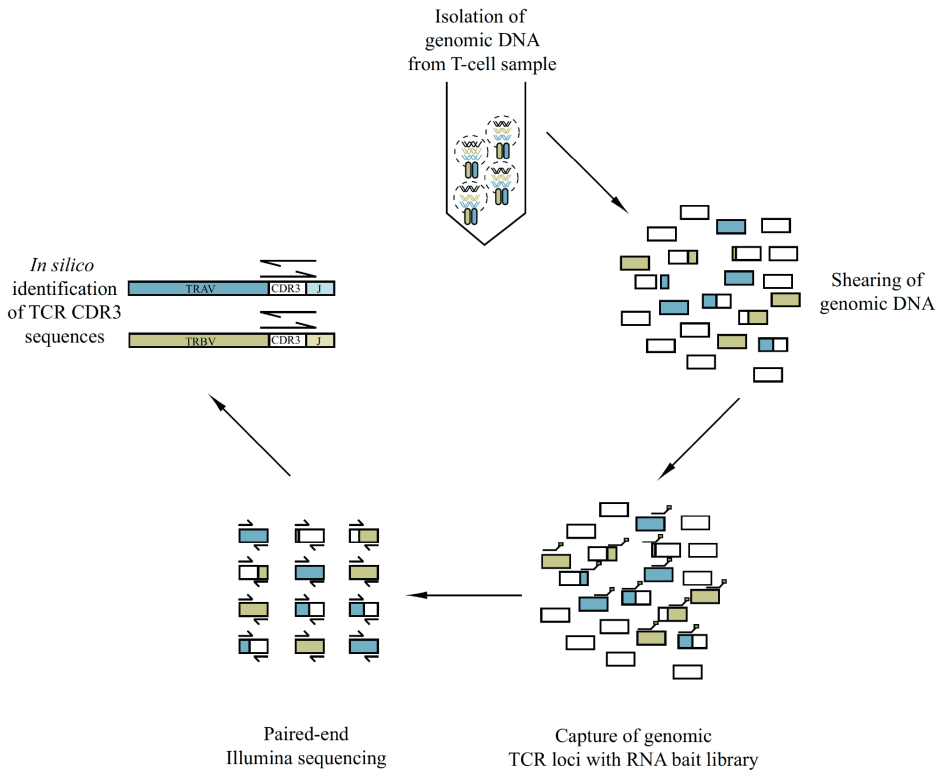 Isolation of
genomic DNA
from T-cell sample
Shearing of
genomic DNA
Capture of genomic
TCR loci with RNA bait library
Paired-end
Illumina sequencing
In silico
identification
of TCR CDR3
sequences
TRAV CDR3 J
TRBV CDR3 J